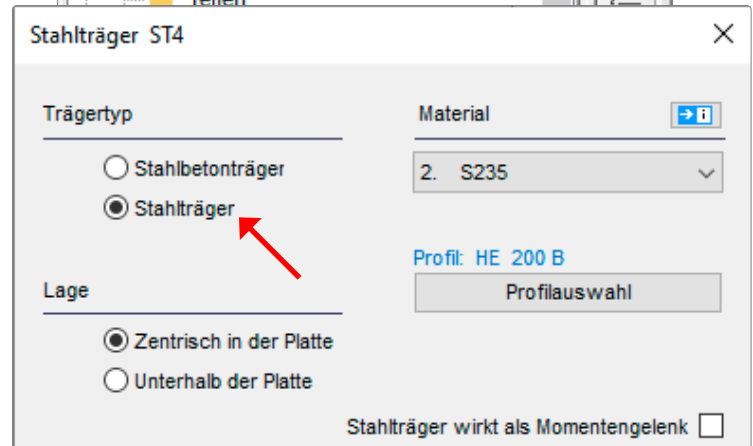 Teilen
Stahlträger ST4
Trägertyp
Material
Stahlbetonträger
2. S235
Stahlträger
Profil: HE 200 B
Lage
Profilauswahl
Zentrisch in der Platte
Unterhalb der Platte
Stahlträger wirkt als Momentengelenk